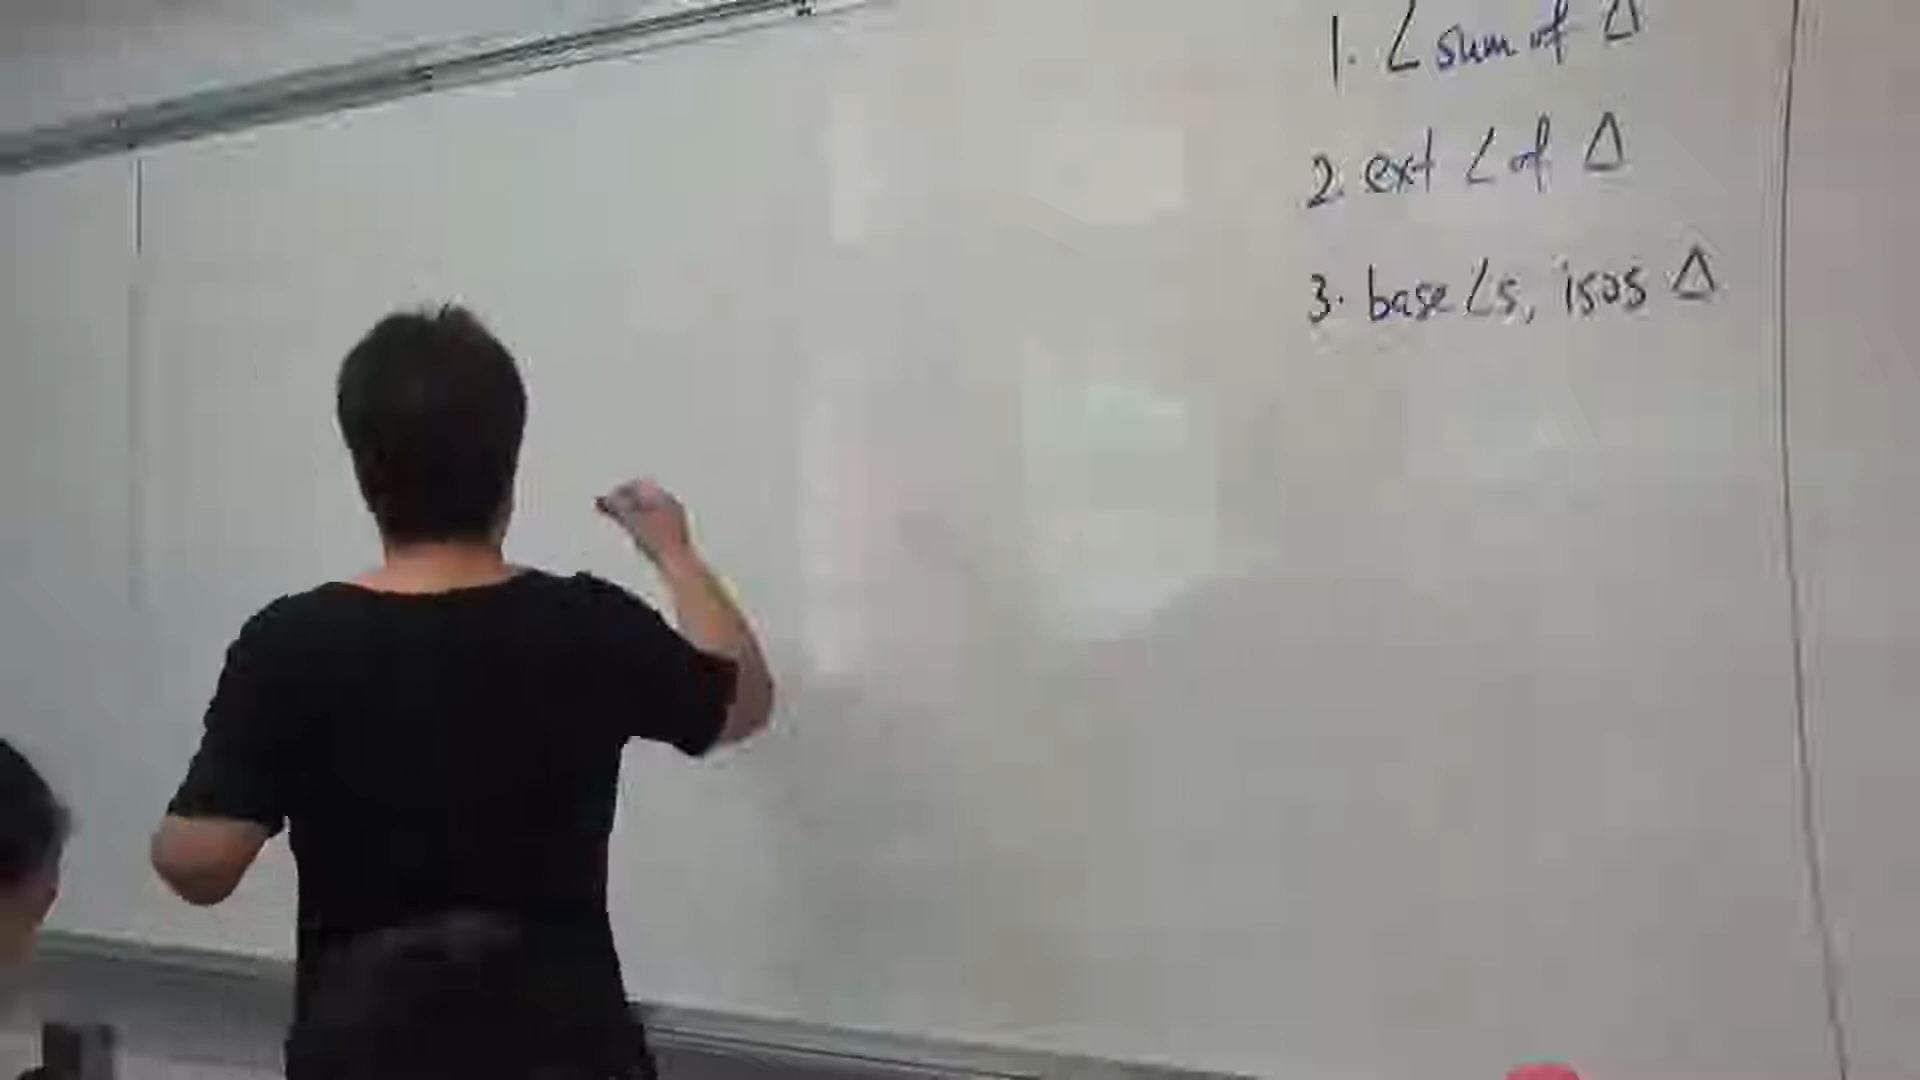 1. ∠ sum of Δ
2. ext ∠ of Δ
3. base ∠s, isos Δ